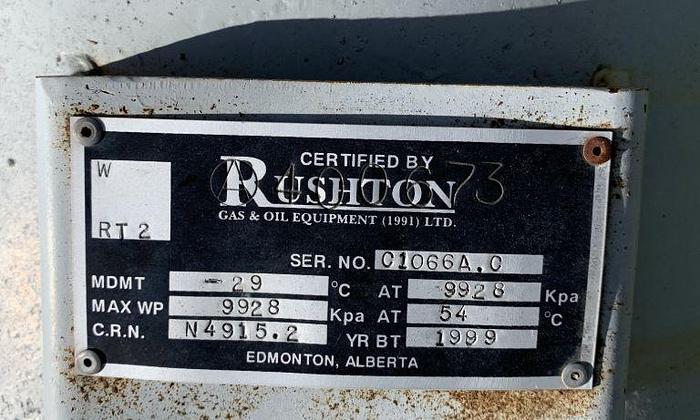 W
RT 2
CERTIFIED BY
RUSHTON
A400673
GAS & OIL EQUIPMENT (1991) LTD.
SER. NO. C1066A.C
MDMT -29 °C AT 9928 Kpa
MAX WP 9928 Kpa AT 54 °C
C.R.N. N4915.2 YR BT 1999
EDMONTON, ALBERTA